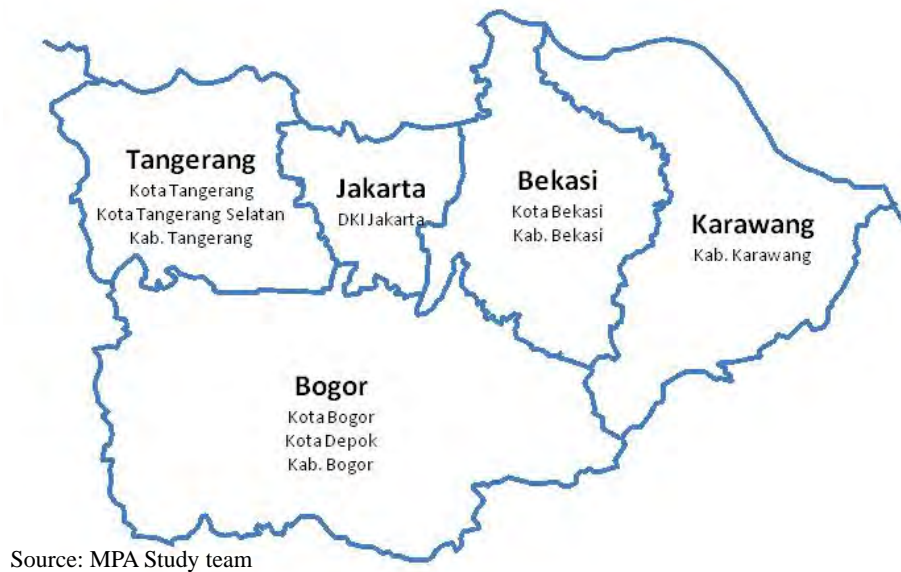 Tangerang
Kota Tangerang
Kota Tangerang Selatan
Kab. Tangerang
Jakarta
DKI Jakarta
Bekasi
Kota Bekasi
Kab. Bekasi
Karawang
Kab. Karawang
Bogor
Kota Bogor
Kota Depok
Kab. Bogor
Source: MPA Study team